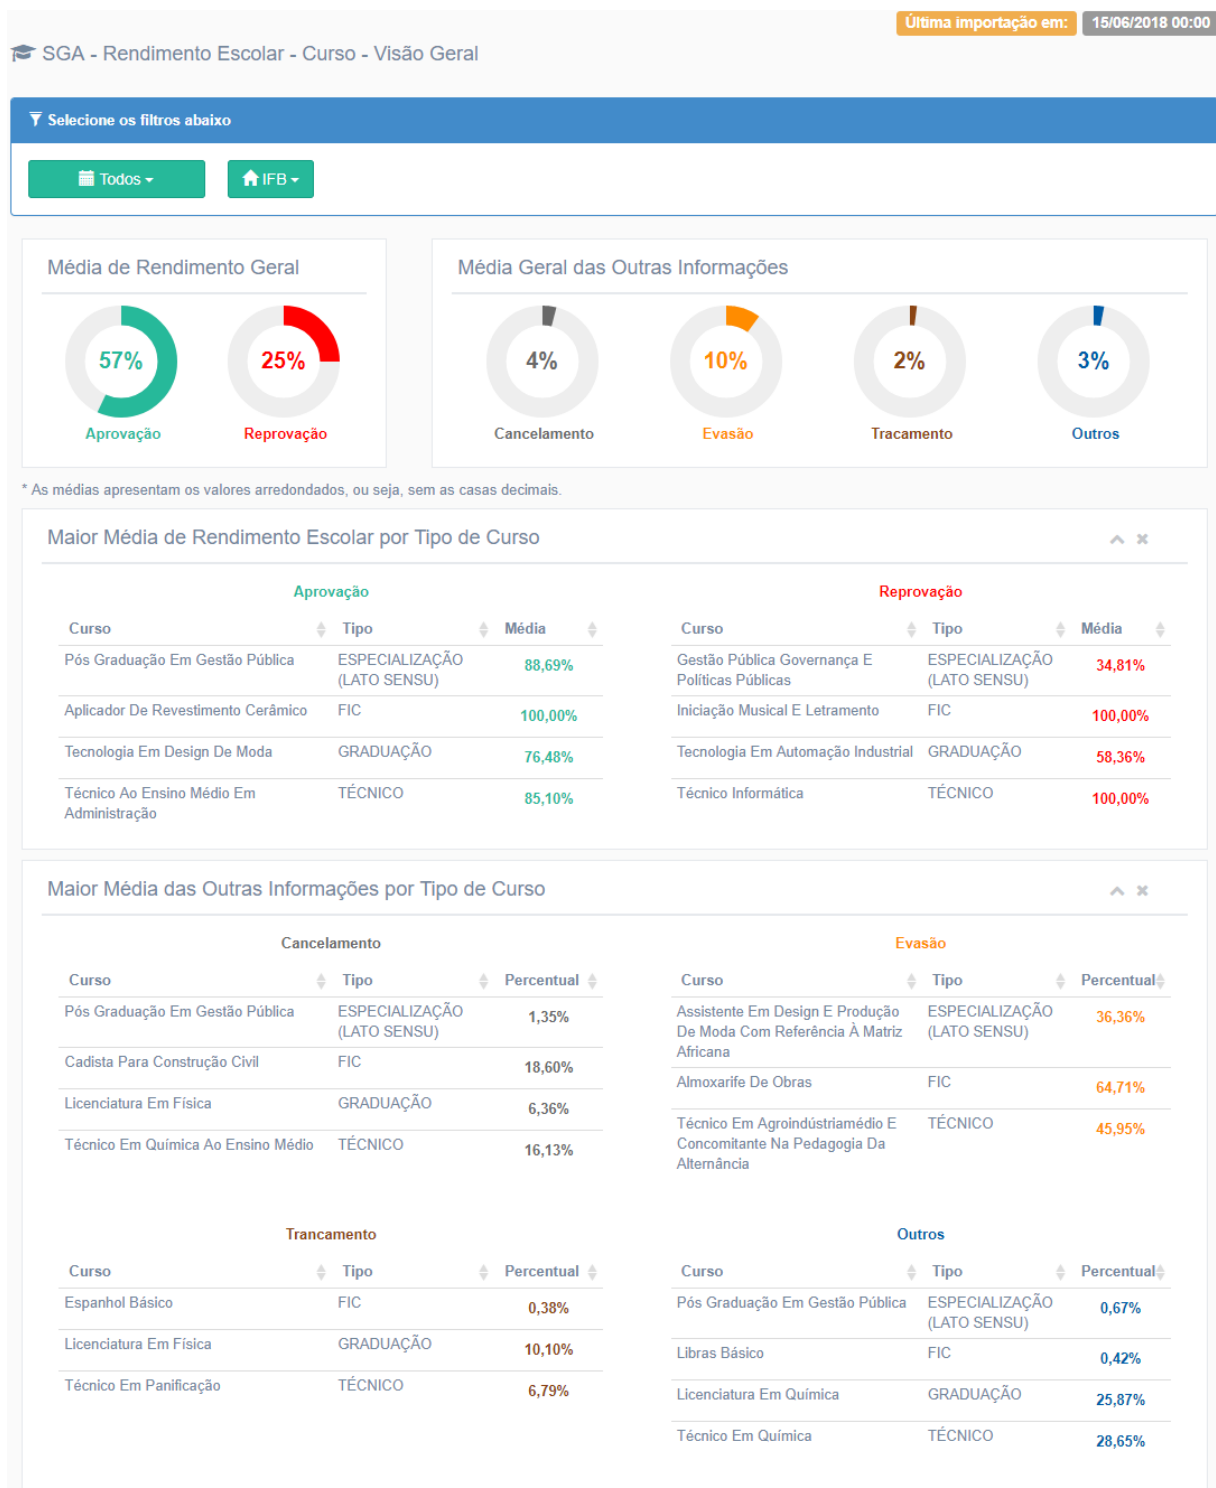 Última importação em: 15/06/2018 00:00
SGA - Rendimento Escolar - Curso - Visão Geral
Selecione os filtros abaixo
Todos IFB
Média de Rendimento Geral
57% 25%
Aprovação Reprovação
Média Geral das Outras Informações
4% 10% 2% 3%
Cancelamento Evasão Tracamento Outros
* As médias apresentam os valores arredondados, ou seja, sem as casas decimais.
Maior Média de Rendimento Escolar por Tipo de Curso
Aprovação
Curso Tipo Média
Pós Graduação Em Gestão Pública ESPECIALIZAÇÃO 88,69%
(LATO SENSU)
Aplicador De Revestimento Cerâmico FIC 100,00%
Tecnologia Em Design De Moda GRADUAÇÃO 76,48%
Técnico Ao Ensino Médio Em TÉCNICO 85,10%
Administração
Reprovação
Curso Tipo Média
Gestão Pública Governança E ESPECIALIZAÇÃO 34,81%
Políticas Públicas (LATO SENSU)
Iniciação Musical E Letramento FIC 100,00%
Tecnologia Em Automação Industrial GRADUAÇÃO 58,36%
Técnico Informática TÉCNICO 100,00%
Maior Média das Outras Informações por Tipo de Curso
Cancelamento
Curso Tipo Percentual
Pós Graduação Em Gestão Pública ESPECIALIZAÇÃO 1,35%
(LATO SENSU)
Cadista Para Construção Civil FIC 18,60%
Licenciatura Em Física GRADUAÇÃO 6,36%
Técnico Em Química Ao Ensino Médio TÉCNICO 16,13%
Evasão
Curso Tipo Percentual
Assistente Em Design E Produção ESPECIALIZAÇÃO 36,36%
De Moda Com Referência À Matriz (LATO SENSU)
Africana
Almoxarife De Obras FIC 64,71%
Técnico Em Agroindústriamédio E TÉCNICO 45,95%
Concomitante Na Pedagogia Da
Alternância
Trancamento
Curso Tipo Percentual
Espanhol Básico FIC 0,38%
Licenciatura Em Física GRADUAÇÃO 10,10%
Técnico Em Panificação TÉCNICO 6,79%
Outros
Curso Tipo Percentual
Pós Graduação Em Gestão Pública ESPECIALIZAÇÃO 0,67%
(LATO SENSU)
Libras Básico FIC 0,42%
Licenciatura Em Química GRADUAÇÃO 25,87%
Técnico Em Química TÉCNICO 28,65%